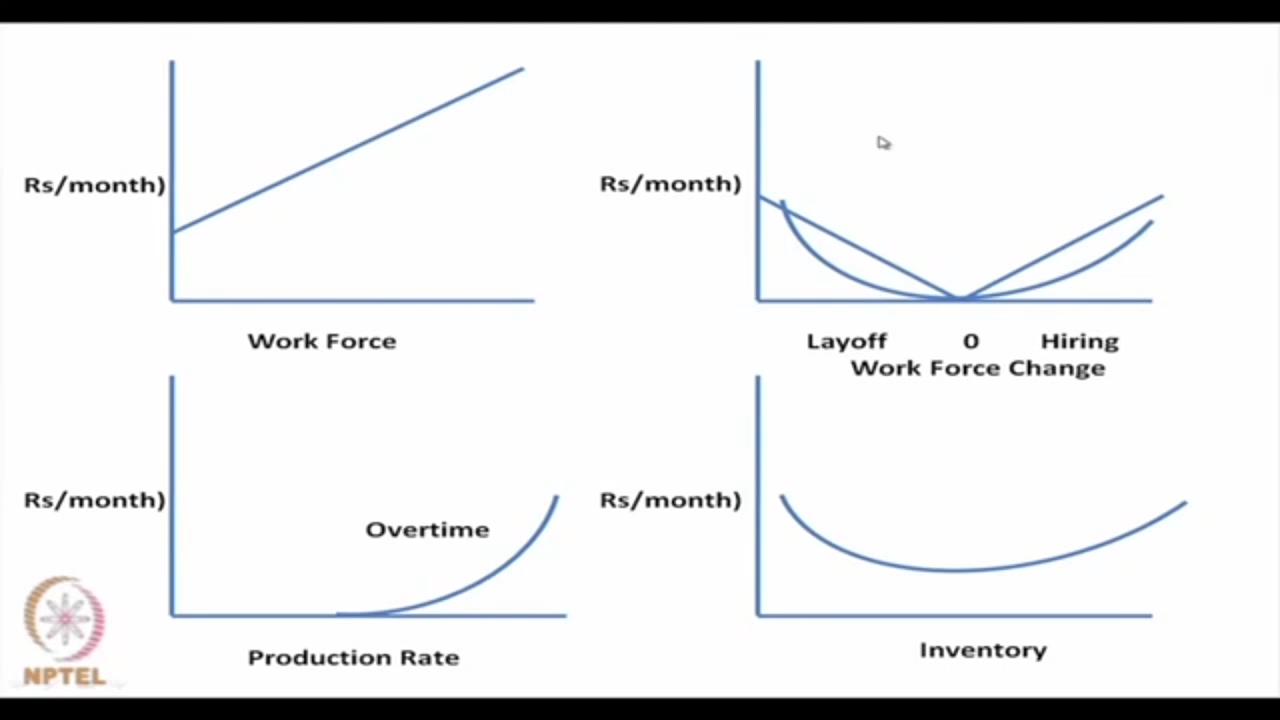 Rs/month)
Work Force
Rs/month)
Layoff 0 Hiring
Work Force Change
Rs/month)
Overtime
Production Rate
Rs/month)
Inventory
NPTEL